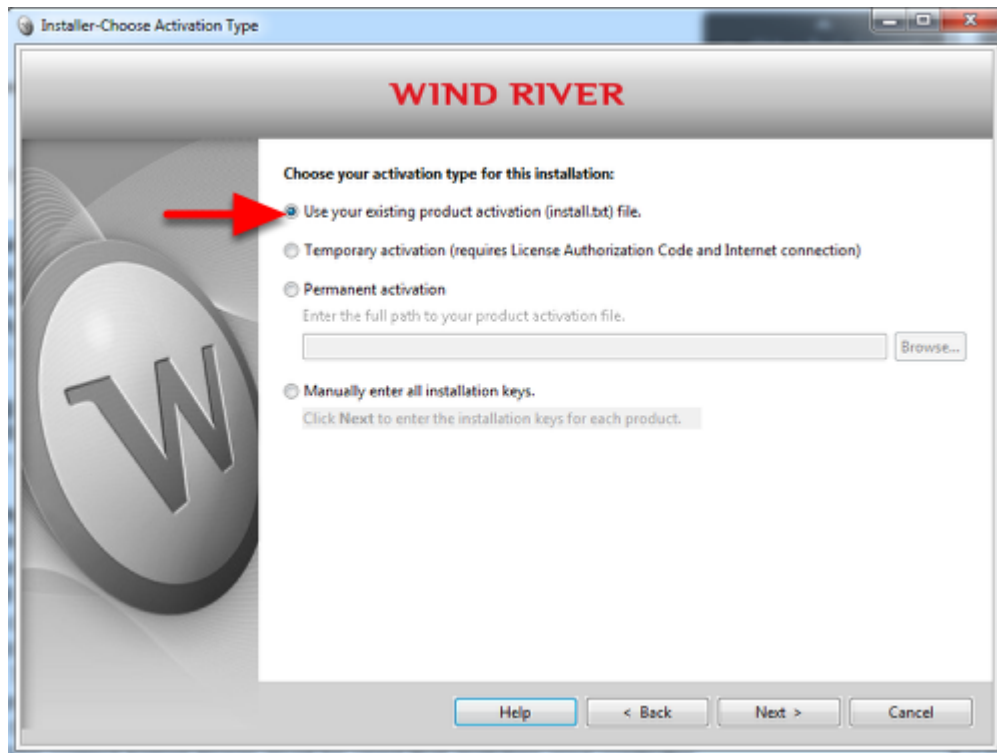 Installer-Choose Activation Type
WIND RIVER
Choose your activation type for this installation:
Use your existing product activation (install.txt) file.
Temporary activation (requires License Authorization Code and Internet connection)
Permanent activation
Enter the full path to your product activation file.
Browse...
Manually enter all installation keys.
Click Next to enter the installation keys for each product.
W
Help
< Back
Next >
Cancel